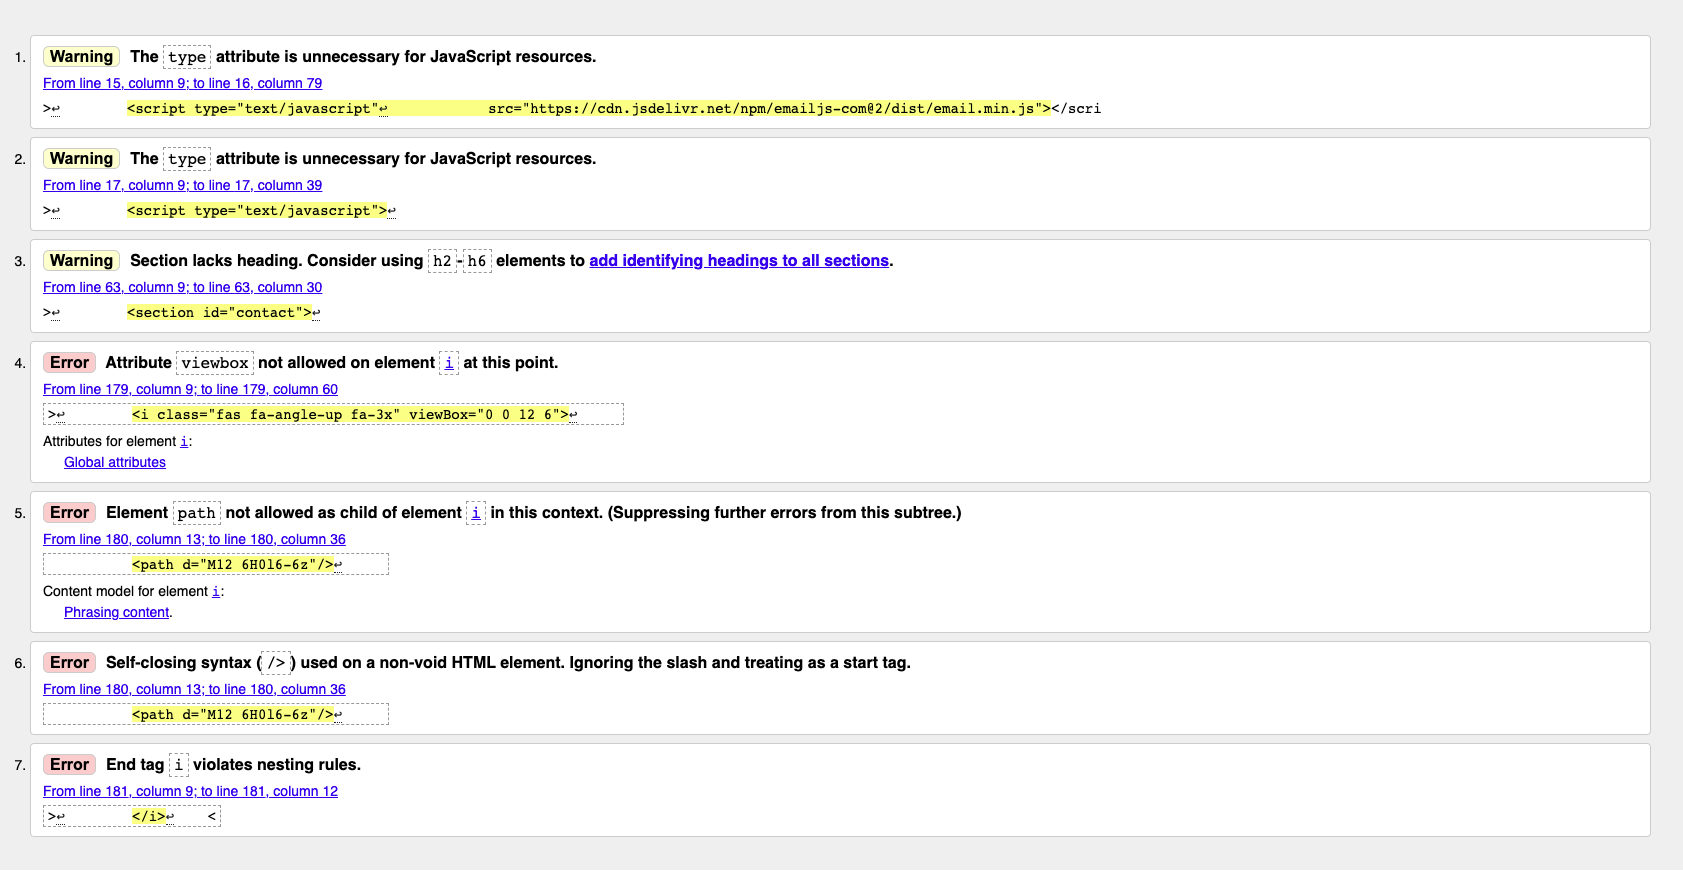 1. Warning The type attribute is unnecessary for JavaScript resources.
From line 15, column 9; to line 16, column 79
>↩ <script type="text/javascript"↩ src="https://cdn.jsdelivr.net/npm/emailjs-com@2/dist/email.min.js"></scri
2. Warning The type attribute is unnecessary for JavaScript resources.
From line 17, column 9; to line 17, column 39
>↩ <script type="text/javascript">↩
3. Warning Section lacks heading. Consider using h2-h6 elements to add identifying headings to all sections.
From line 63, column 9; to line 63, column 30
>↩ <section id="contact">↩
4. Error Attribute viewbox not allowed on element i at this point.
From line 179, column 9; to line 179, column 60
>↩ <i class="fas fa-angle-up fa-3x" viewBox="0 0 12 6">↩
Attributes for element i:
Global attributes
5. Error Element path not allowed as child of element i in this context. (Suppressing further errors from this subtree.)
From line 180, column 13; to line 180, column 36
<path d="M12 6H0l6-6z"/>↩
Content model for element i:
Phrasing content.
6. Error Self-closing syntax (/>) used on a non-void HTML element. Ignoring the slash and treating as a start tag.
From line 180, column 13; to line 180, column 36
<path d="M12 6H0l6-6z"/>↩
7. Error End tag i violates nesting rules.
From line 181, column 9; to line 181, column 12
>↩ </i>↩ <